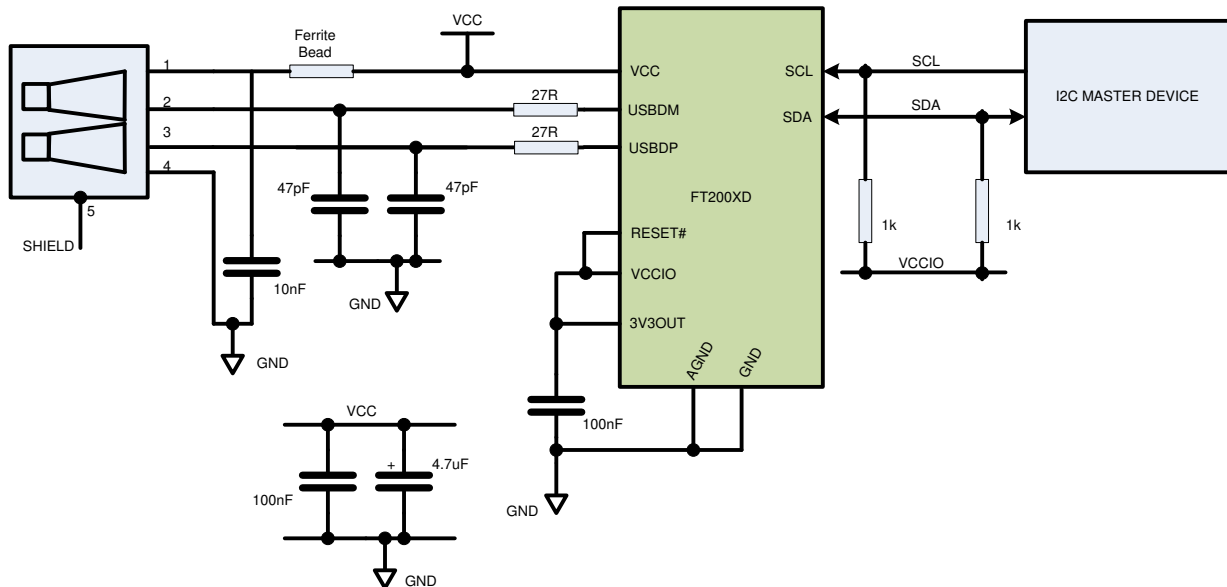 VCC
Ferrite
Bead
1
VCC
SCL
SCL
I2C MASTER DEVICE
2
27R
USBDM
SDA
SDA
3
27R
USBDP
4
47pF
47pF
FT200XD
5
SHIELD
1k
1k
RESET#
10nF
VCCIO
VCCIO
GND
3V3OUT
GND
AGND
GND
100nF
VCC
+
4.7uF
100nF
GND
GND